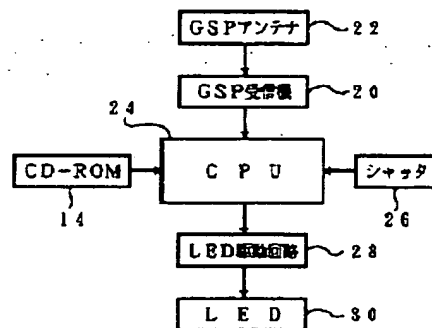 GSPアンテナ 22
GSP受信機 20
24
CPU
CD-ROM
シャッタ
14
26
LED駆動回路 28
LED 30